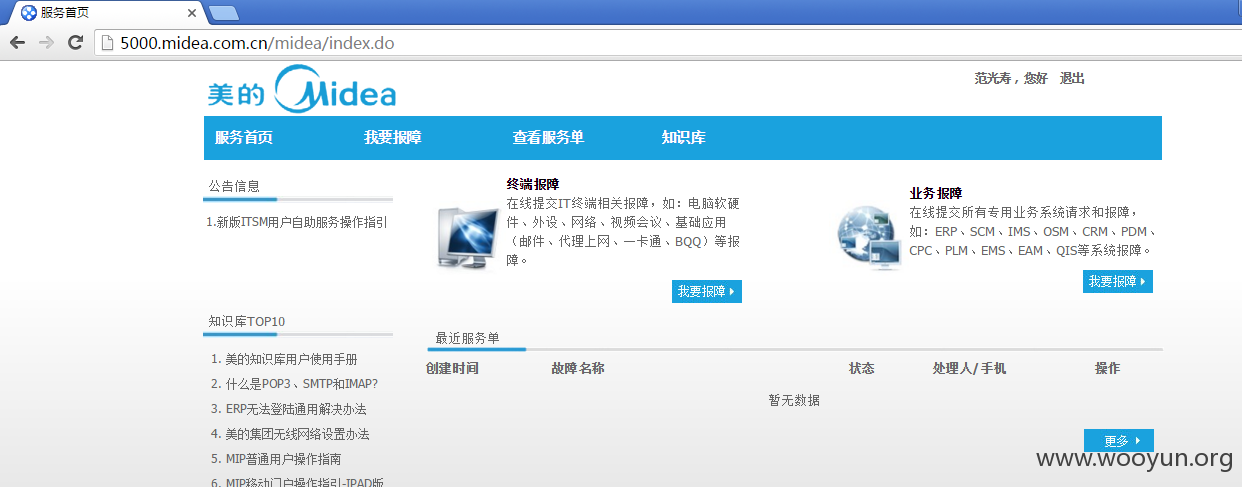 服务首页
5000.midea.com.cn/midea/index.do
美的 Midea
范光寿，您好 退出
服务首页 我要报障 查看服务单 知识库
公告信息
1.新版ITSM用户自助服务操作指引
终端报障
在线提交IT终端相关报障，如：电脑软硬
件、外设、网络、视频会议、基础应用
（邮件、代理上网、一卡通、BQQ）等报
障。
我要报障
业务报障
在线提交所有专用业务系统请求和报障，
如：ERP、SCM、IMS、OSM、CRM、PDM、
CPC、PLM、EMS、EAM、QIS等系统报障。
我要报障
知识库TOP10
1. 美的知识库用户使用手册
2. 什么是POP3、SMTP和IMAP?
3. ERP无法登陆通用解决办法
4. 美的集团无线网络设置办法
5. MIP普通用户操作指南
6. MIP移动门户操作指引-IPAD版
最近服务单
创建时间 故障名称 状态 处理人/手机 操作
暂无数据
更多
www.wooyun.org